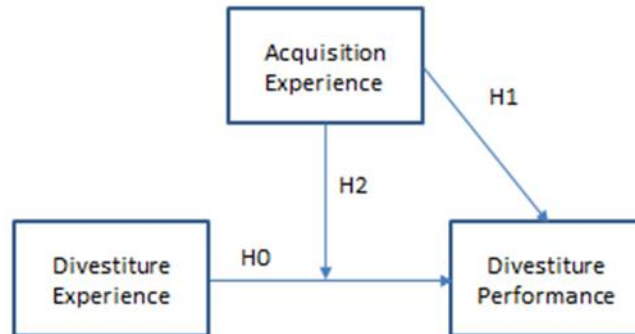 Acquisition
Experience
H1
H2
H0
Divestiture
Experience
Divestiture
Performance